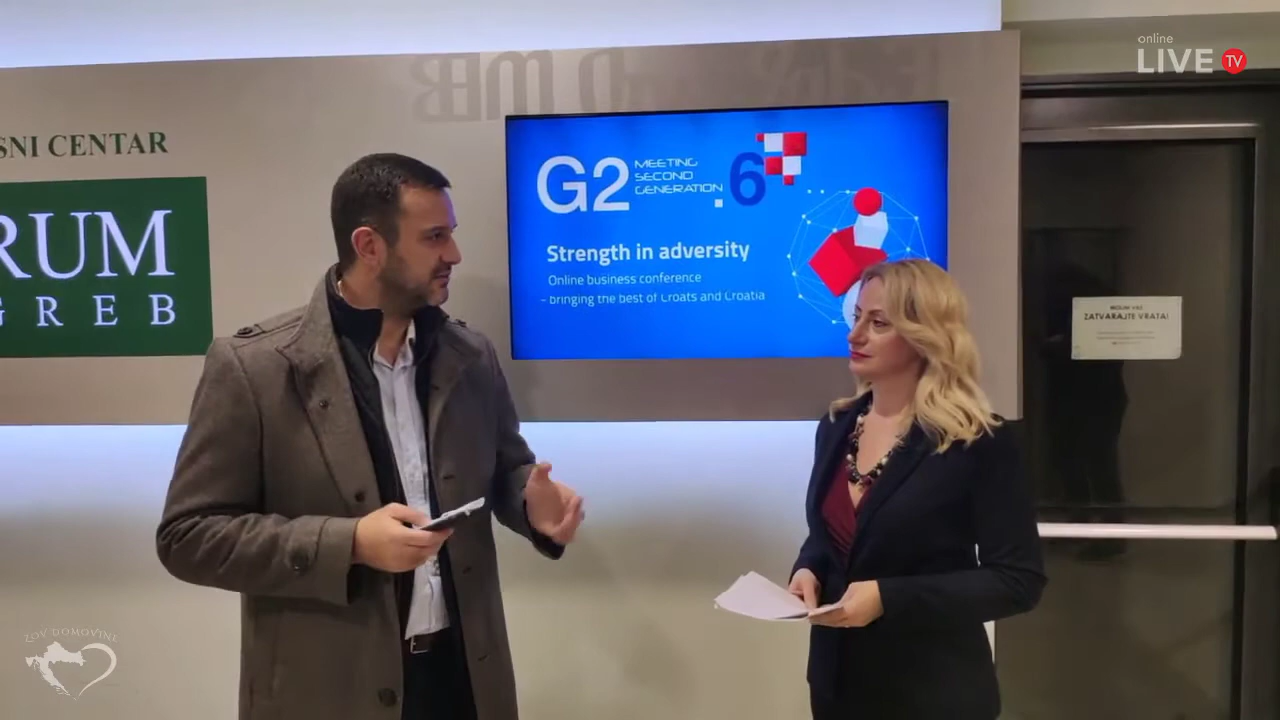 online
LIVE TV
SNI CENTAR
RUM
GREB
G2 MEETING
SECOND
GENERATION
.6
Strength in adversity
Online business conference
- bringing the best of Croats and Croatia
ZATVARAJTE VRATA!
ZOV DOMOVINE